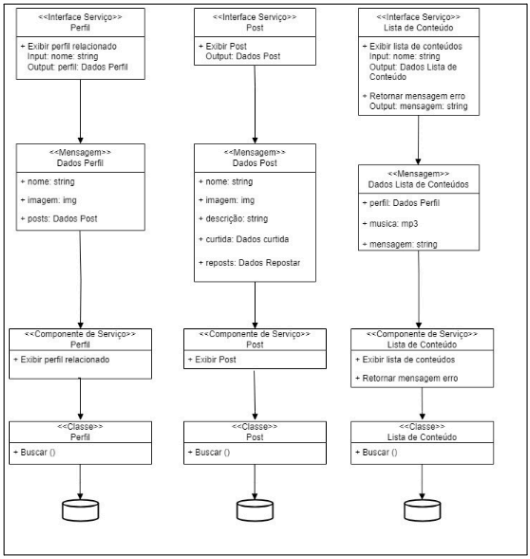 <<Interface Serviço>>
Perfil
+ Exibir perfil relacionado
Input: nome: string
Output: perfil: Dados Perfil
<<Mensagem>>
Dados Perfil
+ nome: string
+ imagem: img
+ posts: Dados Post
<<Componente de Serviço>>
Perfil
+ Exibir perfil relacionado
<<Classe>>
Perfil
+ Buscar ()
<<Interface Serviço>>
Post
+ Exibir Post
Output: Dados Post
<<Mensagem>>
Dados Post
+ nome: string
+ imagem: img
+ descrição: string
+ curtida: Dados curtida
+ reposts: Dados Repostar
<<Componente de Serviço>>
Post
+ Exibir Post
<<Classe>>
Post
+ Buscar ()
<<Interface Serviço>>
Lista de Conteúdo
+ Exibir lista de conteúdos
Input: nome: string
Output: Dados Lista de
Conteúdo
+ Retornar mensagem erro
Output: mensagem: string
<<Mensagem>>
Dados Lista de Conteúdos
+ perfil: Dados Perfil
+ musica: mp3
+ mensagem: string
<<Componente de Serviço>>
Lista de Conteúdo
+ Exibir lista de conteúdos
+ Retornar mensagem erro
<<Classe>>
Lista de Conteúdo
+ Buscar ()